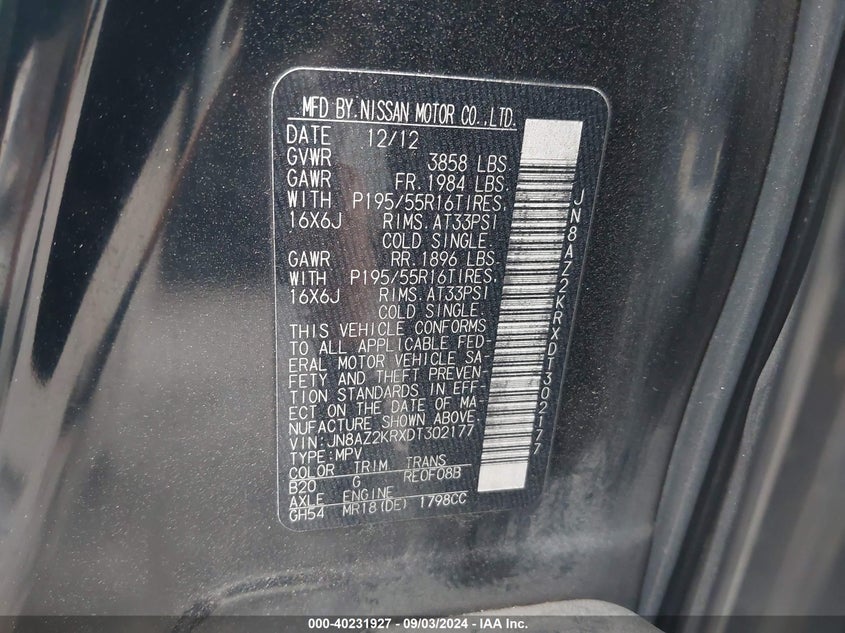 MFD BY.NISSAN MOTOR CO.,LTD.
DATE 12/12
GVWR 3858 LBS
GAWR FR.1984 LBS.
WITH P195/55R16TIRES.
16X6J RIMS.AT33PSI
COLD SINGLE.
GAWR RR.1896 LBS.
WITH P195/55R16TIRES.
16X6J RIMS.AT33PSI
COLD SINGLE.
THIS VEHICLE CONFORMS
TO ALL APPLICABLE FED-
ERAL MOTOR VEHICLE SA-
FETY AND THEFT PREVEN-
TION STANDARDS IN EFF-
ECT ON THE DATE OF MA-
NUFACTURE SHOWN ABOVE.
VIN:JN8AZ2KRXDT302177
TYPE:MPV
COLOR TRIM TRANS
B20 G RE0F08B
AXLE ENGINE
GH54 MR18(DE) 1798CC
JN8AZ2KRXDT302177
000-40231927 - 09/03/2024 - IAA Inc.